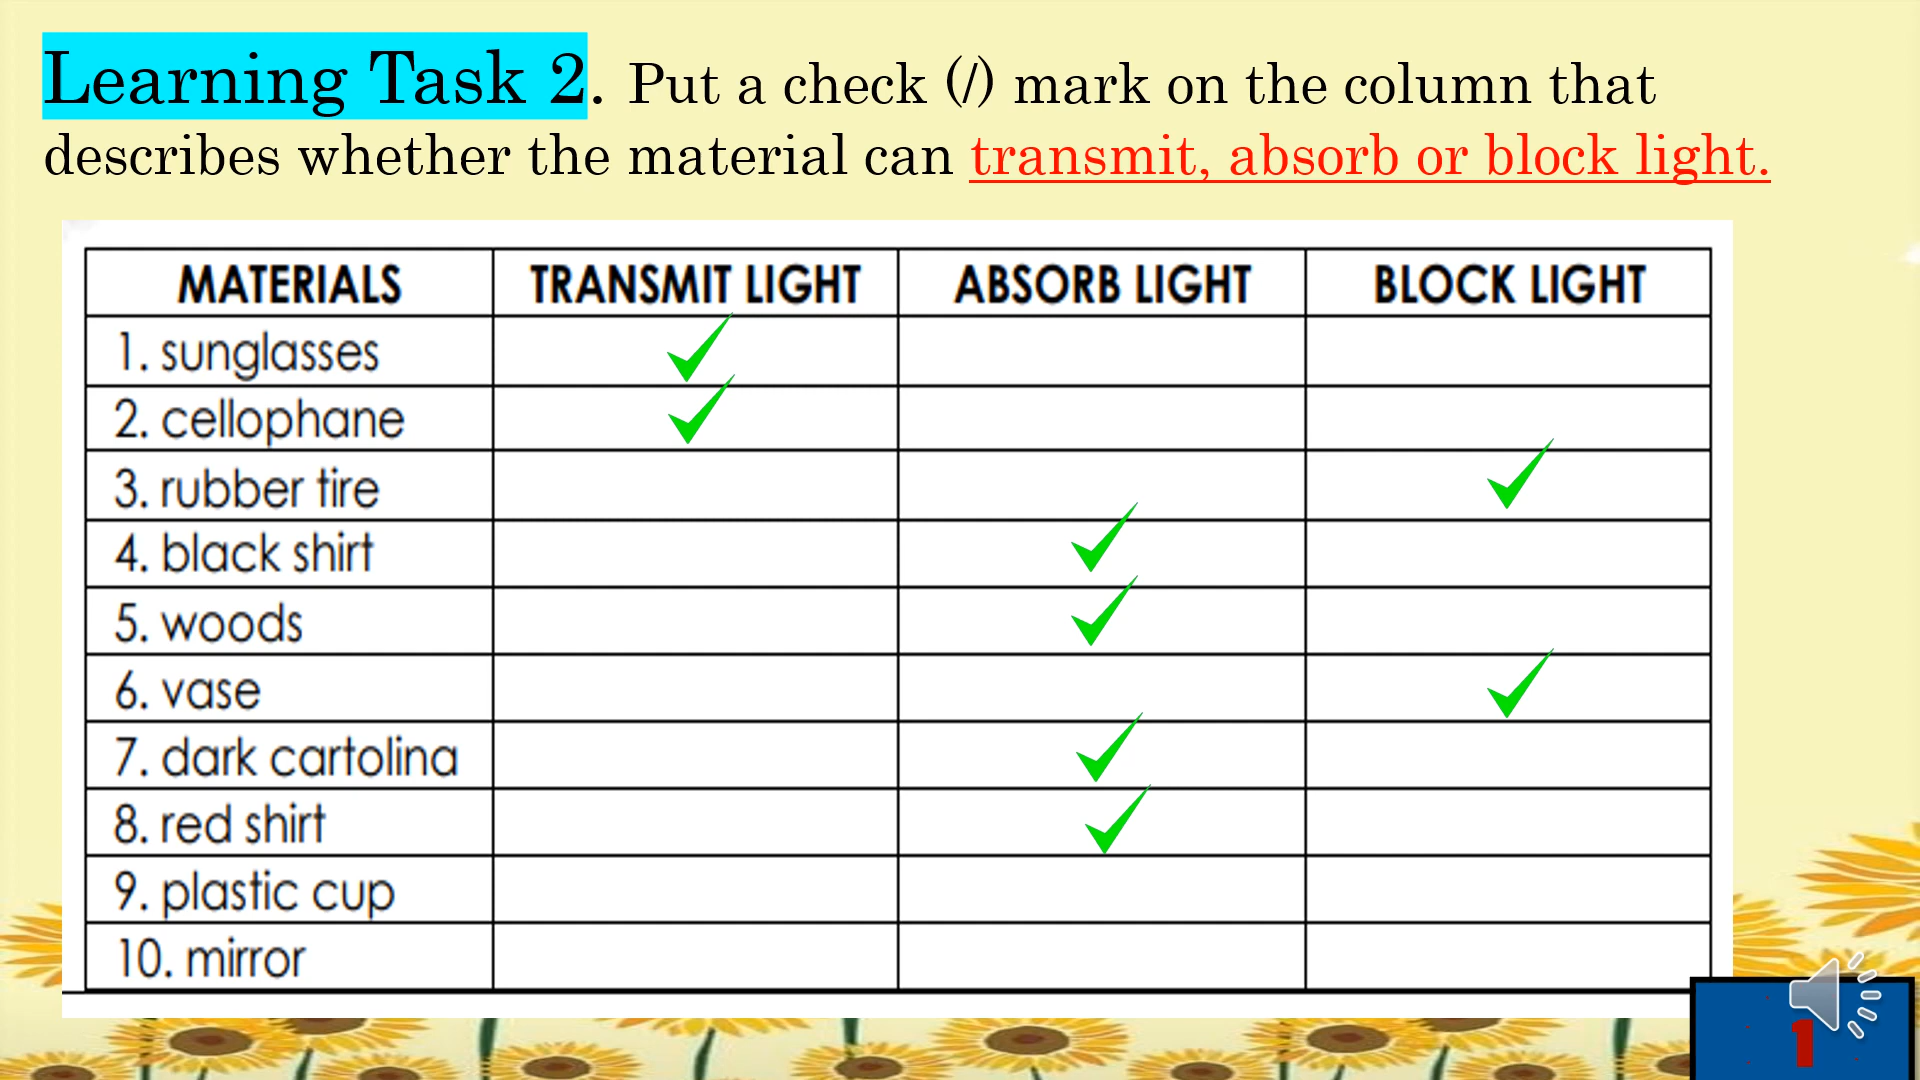 Learning Task 2. Put a check (/) mark on the column that
describes whether the material can transmit, absorb or block light.
MATERIALS TRANSMIT LIGHT ABSORB LIGHT BLOCK LIGHT
1. sunglasses
2. cellophane
3. rubber tire
4. black shirt
5. woods
6. vase
7. dark cartolina
8. red shirt
9. plastic cup
10. mirror
1